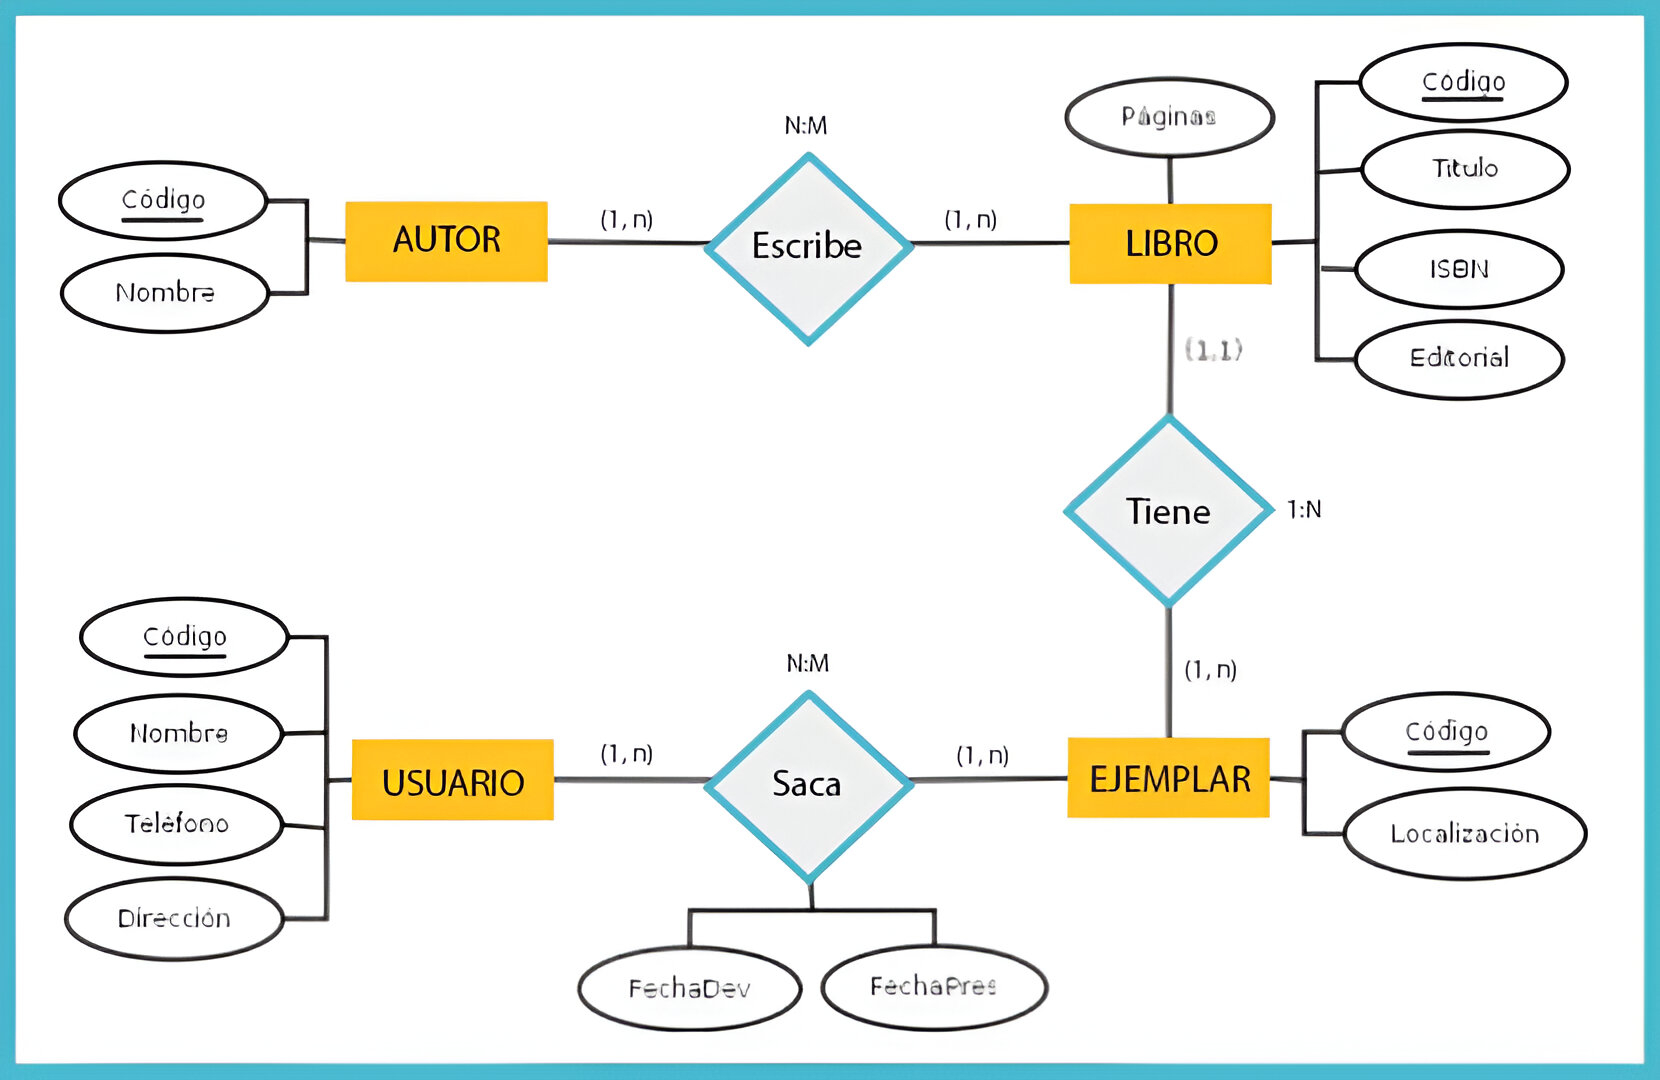 Código
Páginas
N:M
Título
Código
AUTOR
(1, n)
Escribe
(1, n)
LIBRO
ISBN
Nombre
(1,1)
Editorial
Tiene
1:N
Código
N:M
(1, n)
Nombre
Código
(1, n)
(1, n)
USUARIO
Saca
EJEMPLAR
Teléfono
Localización
Dirección
FechaDev
FechaPres